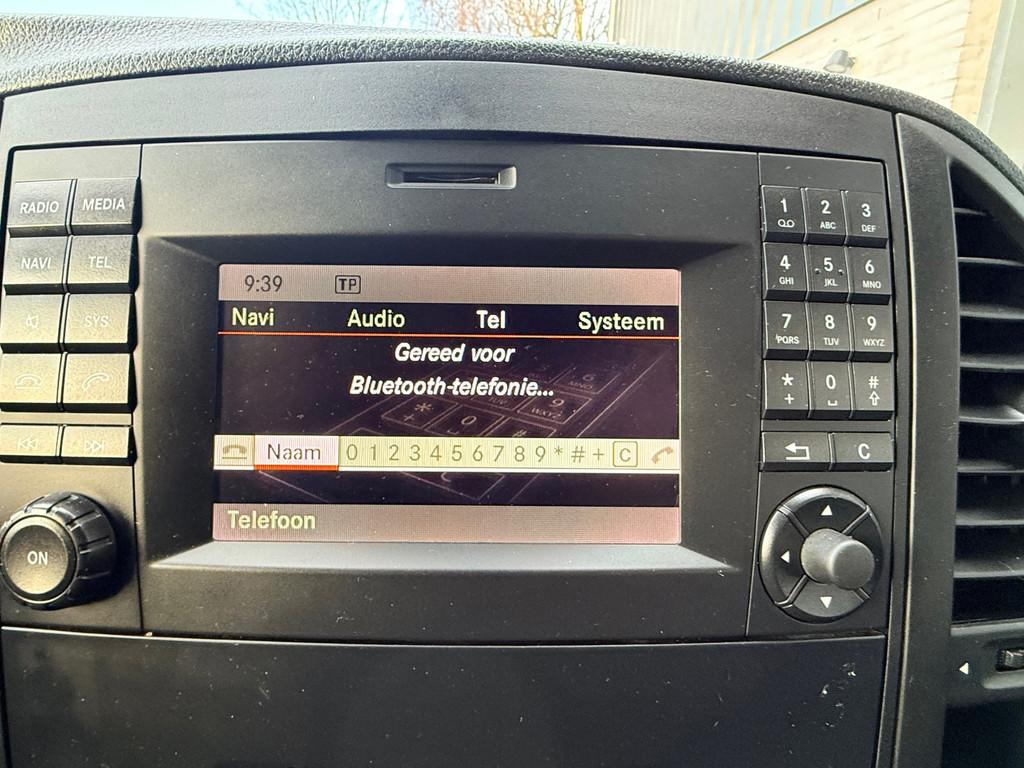 RADIO MEDIA
NAVI TEL
SYS
ON
9:39 TP
Navi Audio Tel Systeem
Gereed voor
Bluetooth-telefonie...
Naam 0 1 2 3 4 5 6 7 8 9 * # + C
Telefoon
1 2 3
ABC DEF
4 5 6
GHI JKL MNO
7 8 9
PQRS TUV WXYZ
* 0 #
+
C